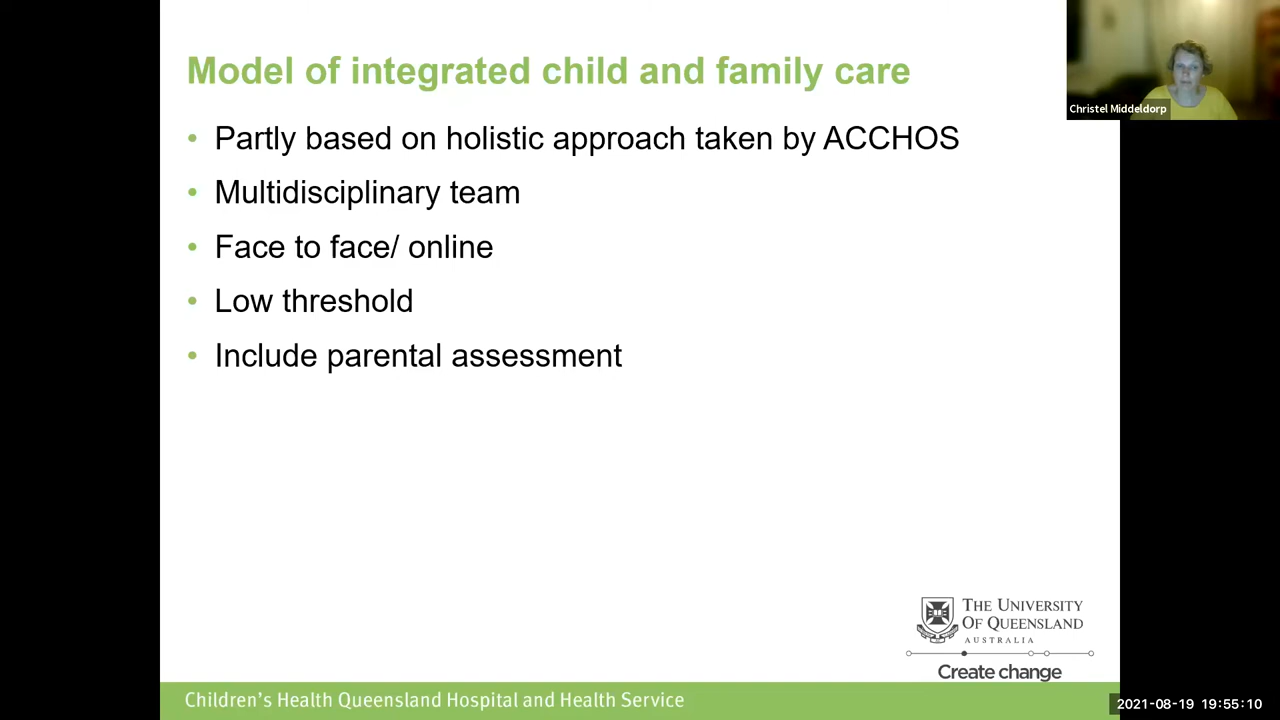 Model of integrated child and family care
Christel Middeldorp
• Partly based on holistic approach taken by ACCHOS
• Multidisciplinary team
• Face to face/ online
• Low threshold
• Include parental assessment
THE UNIVERSITY
OF QUEENSLAND
AUSTRALIA
Create change
Children's Health Queensland Hospital and Health Service
2021-08-19 19:55:10